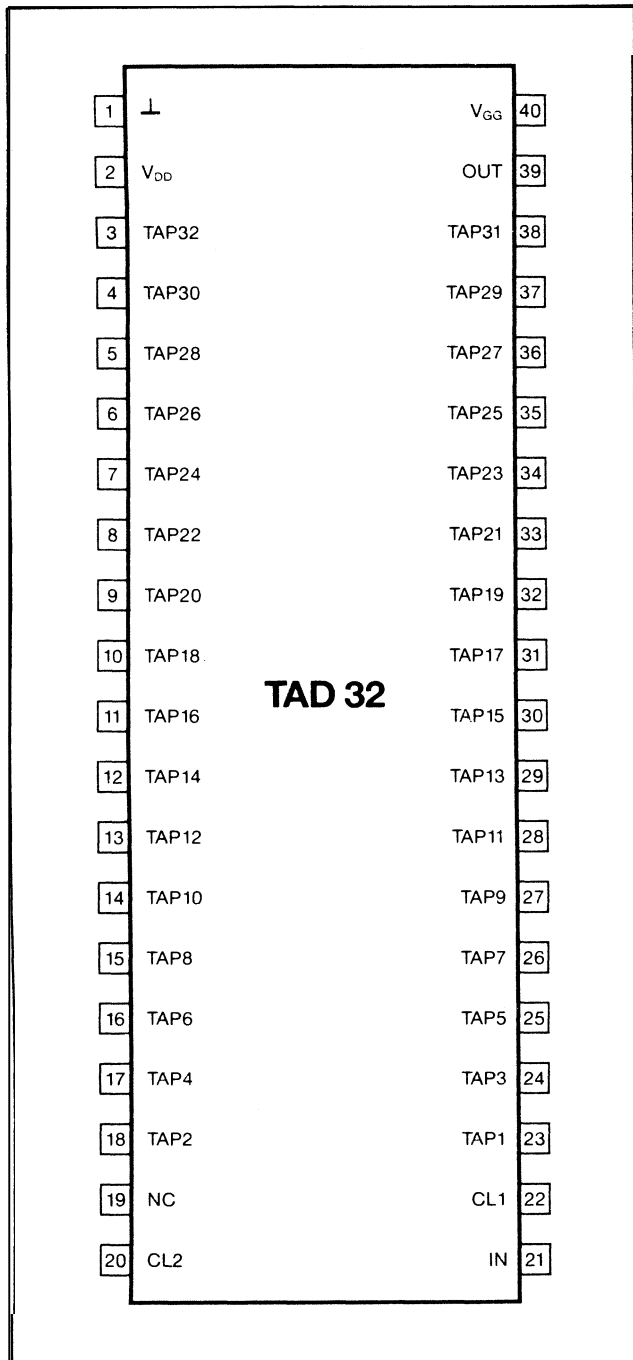 1 ⊥ V_GG 40
2 V_DD OUT 39
3 TAP32 TAP31 38
4 TAP30 TAP29 37
5 TAP28 TAP27 36
6 TAP26 TAP25 35
7 TAP24 TAP23 34
8 TAP22 TAP21 33
9 TAP20 TAP19 32
10 TAP18 TAP17 31
TAD 32
11 TAP16 TAP15 30
12 TAP14 TAP13 29
13 TAP12 TAP11 28
14 TAP10 TAP9 27
15 TAP8 TAP7 26
16 TAP6 TAP5 25
17 TAP4 TAP3 24
18 TAP2 TAP1 23
19 NC CL1 22
20 CL2 IN 21